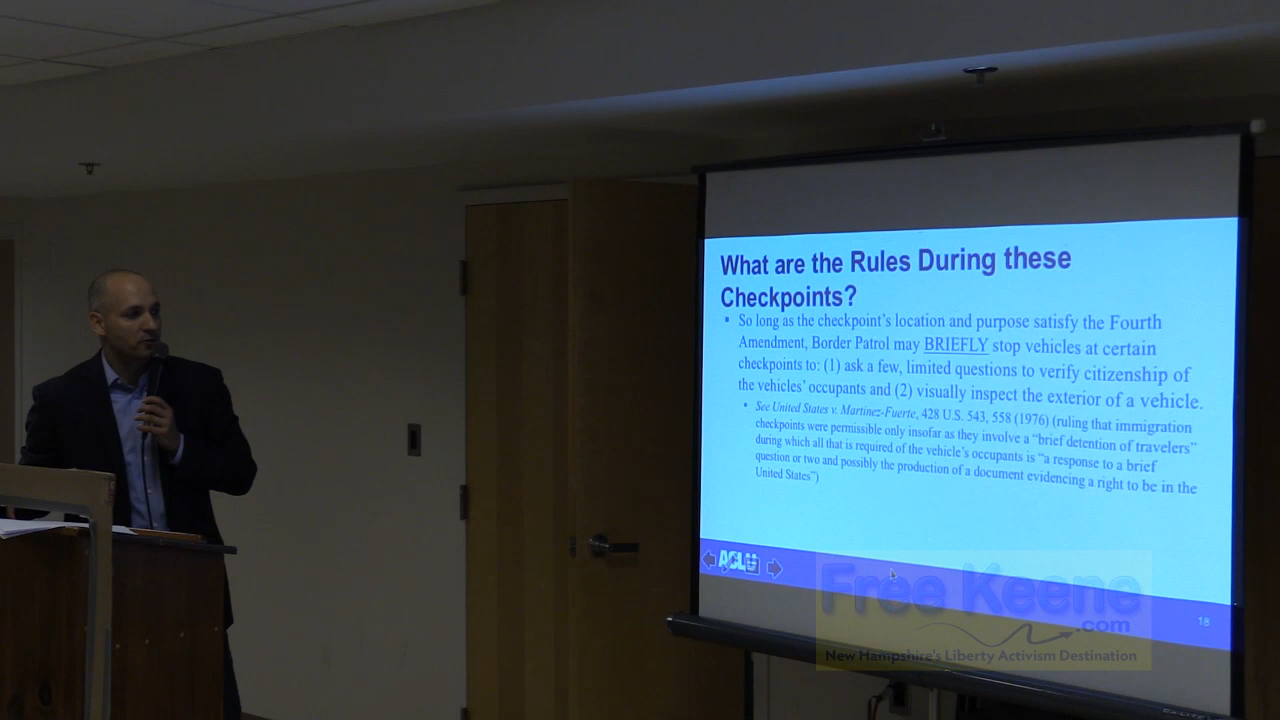 What are the Rules During these
Checkpoints?
▪ So long as the checkpoint's location and purpose satisfy the Fourth
Amendment, Border Patrol may BRIEFLY stop vehicles at certain
checkpoints to: (1) ask a few, limited questions to verify citizenship of
the vehicles' occupants and (2) visually inspect the exterior of a vehicle.
▪ See United States v. Martinez-Fuerte, 428 U.S. 543, 558 (1976) (ruling that immigration
checkpoints were permissible only insofar as they involve a “brief detention of travelers”
during which all that is required of the vehicle's occupants is “a response to a brief
question or two and possibly the production of a document evidencing a right to be in the
United States”)
ACLU
18
Free Keene
.com
New Hampshire's Liberty Activism Destination